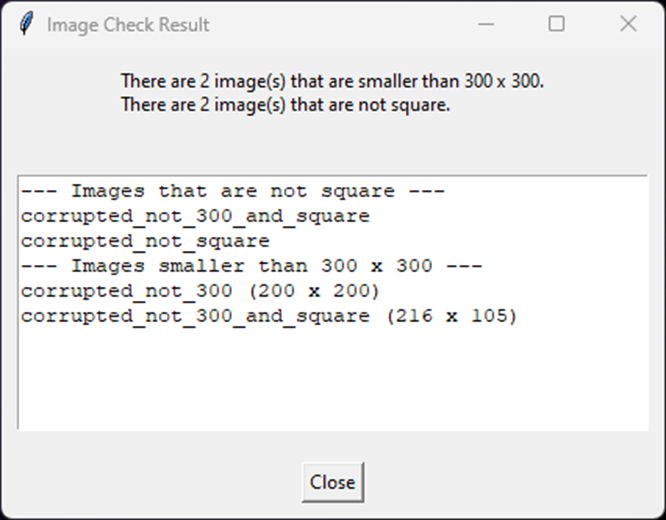 Image Check Result
There are 2 image(s) that are smaller than 300 x 300.
There are 2 image(s) that are not square.
--- Images that are not square ---
corrupted_not_300_and_square
corrupted_not_square
--- Images smaller than 300 x 300 ---
corrupted_not_300 (200 x 200)
corrupted_not_300_and_square (216 x 105)
Close